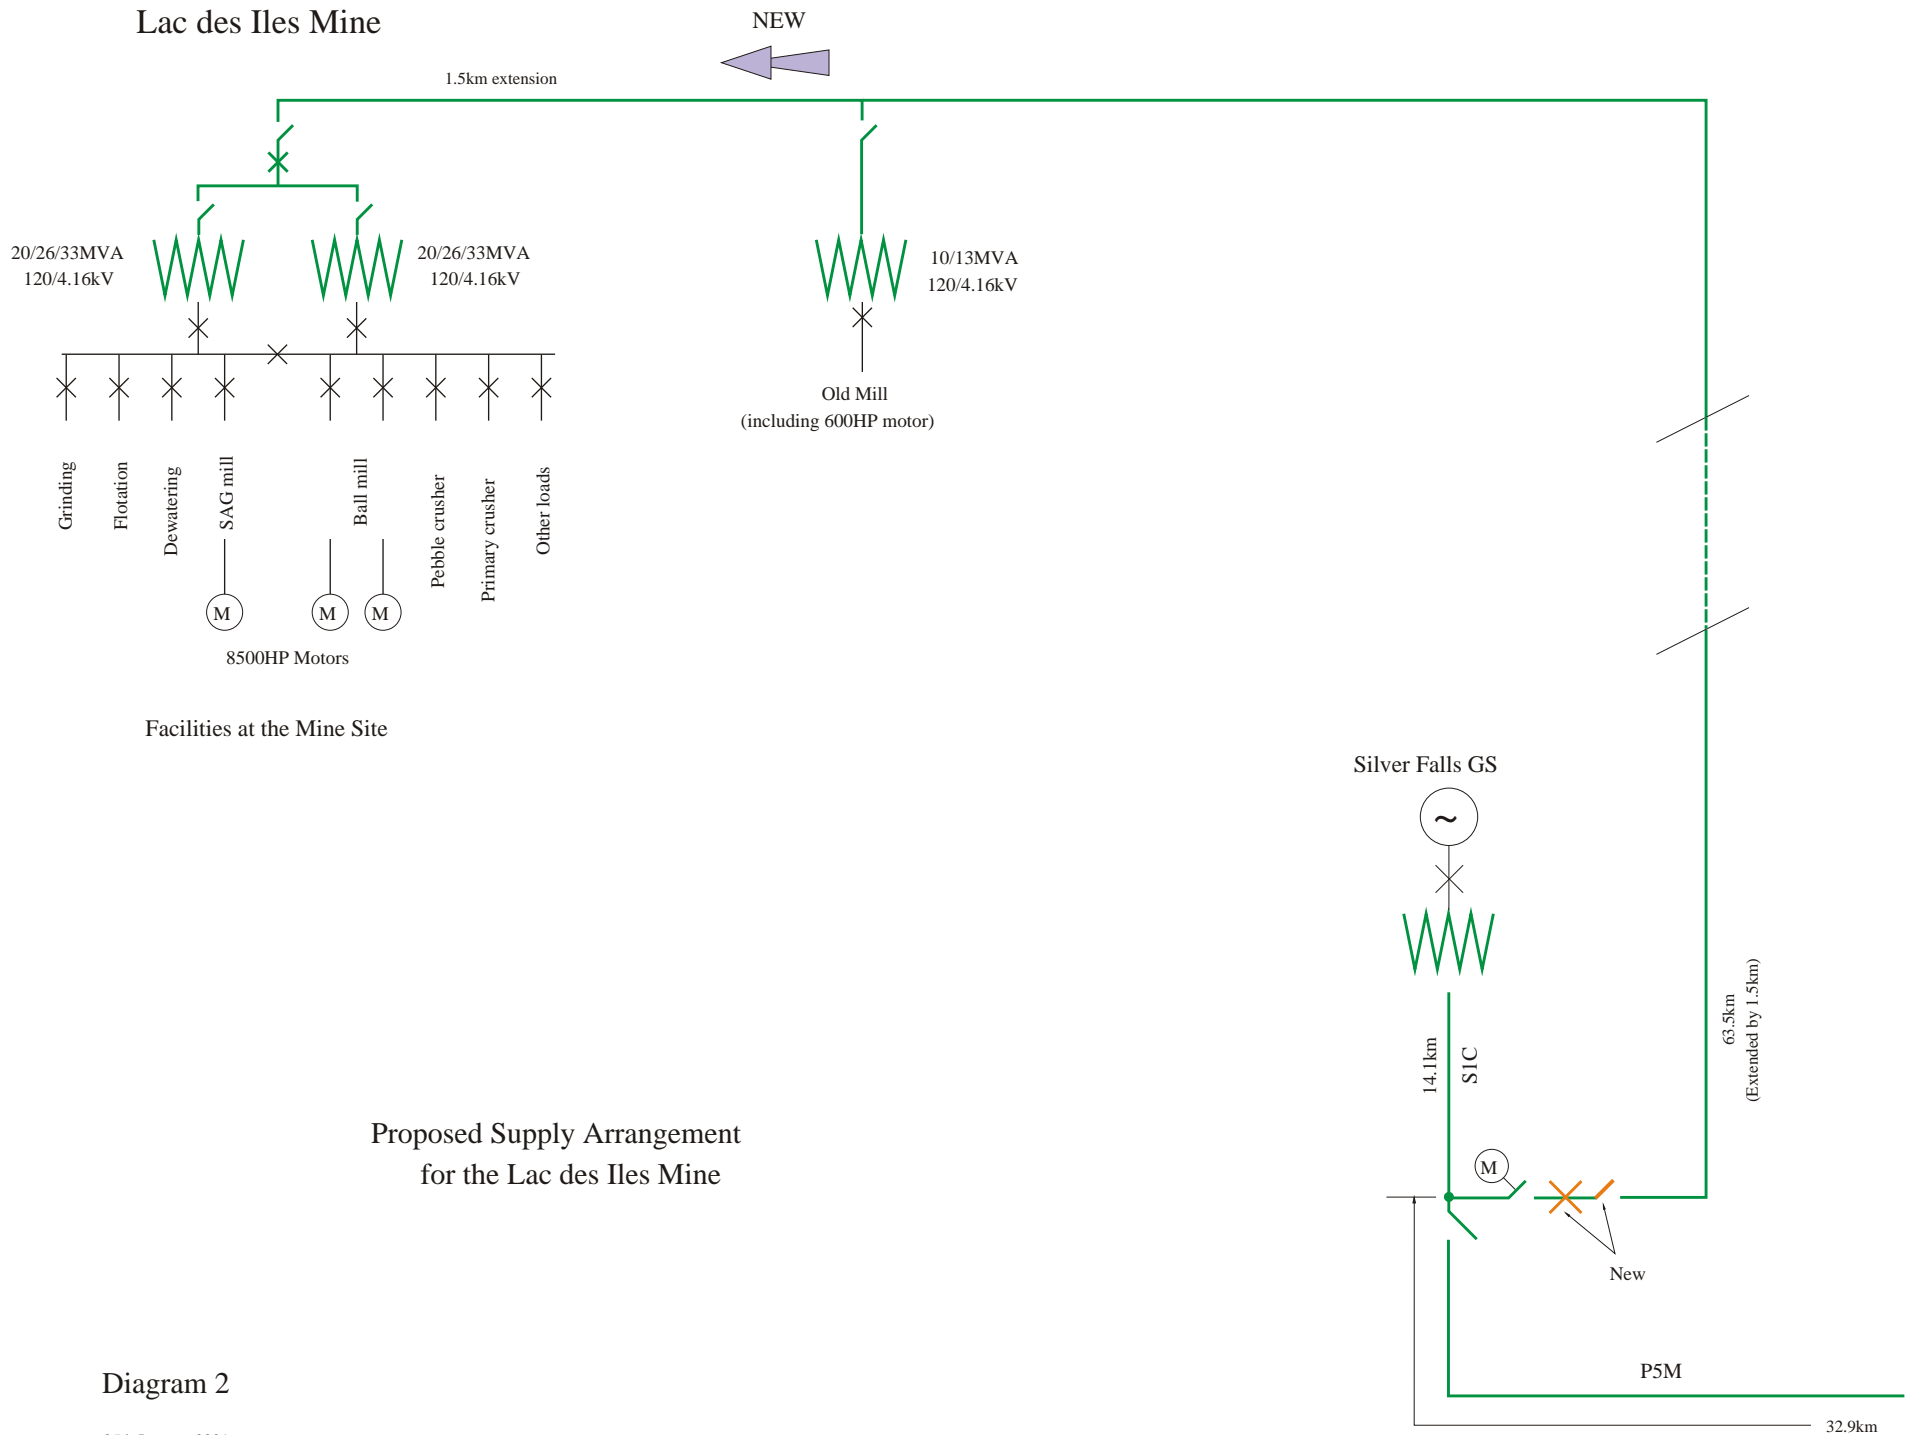 Lac des Iles Mine
NEW
1.5km extension
20/26/33MVA
120/4.16kV
20/26/33MVA
120/4.16kV
10/13MVA
120/4.16kV
Old Mill
(including 600HP motor)
Grinding
Flotation
Dewatering
SAG mill
Ball mill
Pebble crusher
Primary crusher
Other loads
M
M
M
8500HP Motors
Facilities at the Mine Site
Silver Falls GS
~
14.1km
S1C
63.5km
(Extended by 1.5km)
Proposed Supply Arrangement
for the Lac des Iles Mine
M
New
P5M
Diagram 2
32.9km